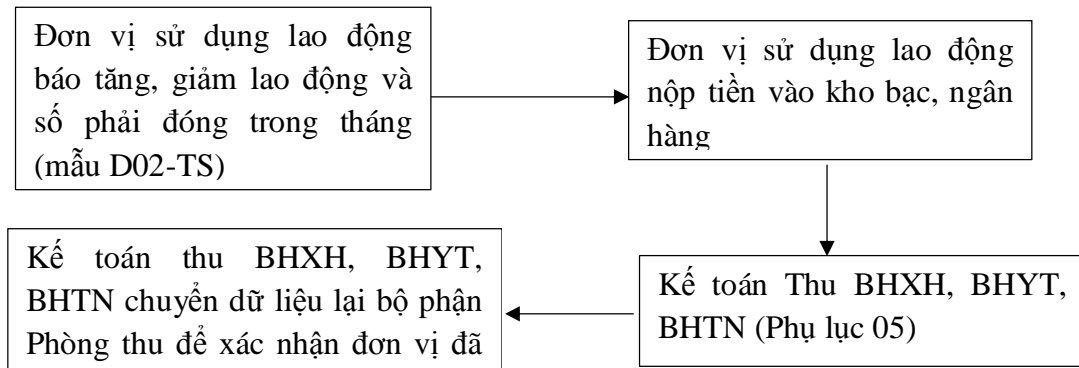 Đơn vị sử dụng lao động
báo tăng, giảm lao động và
số phải đóng trong tháng
(mẫu D02-TS)
Đơn vị sử dụng lao động
nộp tiền vào kho bạc, ngân
hàng
Kế toán Thu BHXH, BHYT,
BHTN (Phụ lục 05)
Kế toán thu BHXH, BHYT,
BHTN chuyển dữ liệu lại bộ phận
Phòng thu để xác nhận đơn vị đã